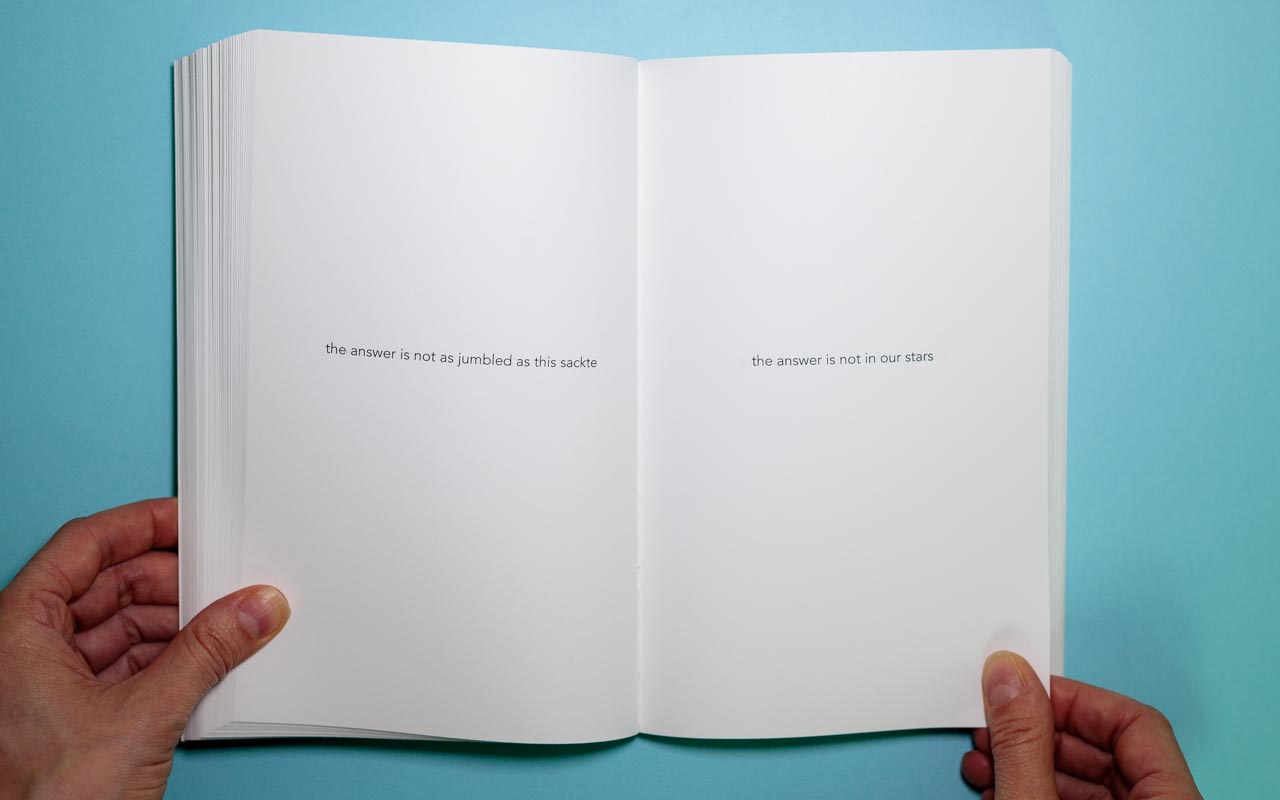 the answer is not as jumbled as this sackte
the answer is not in our stars